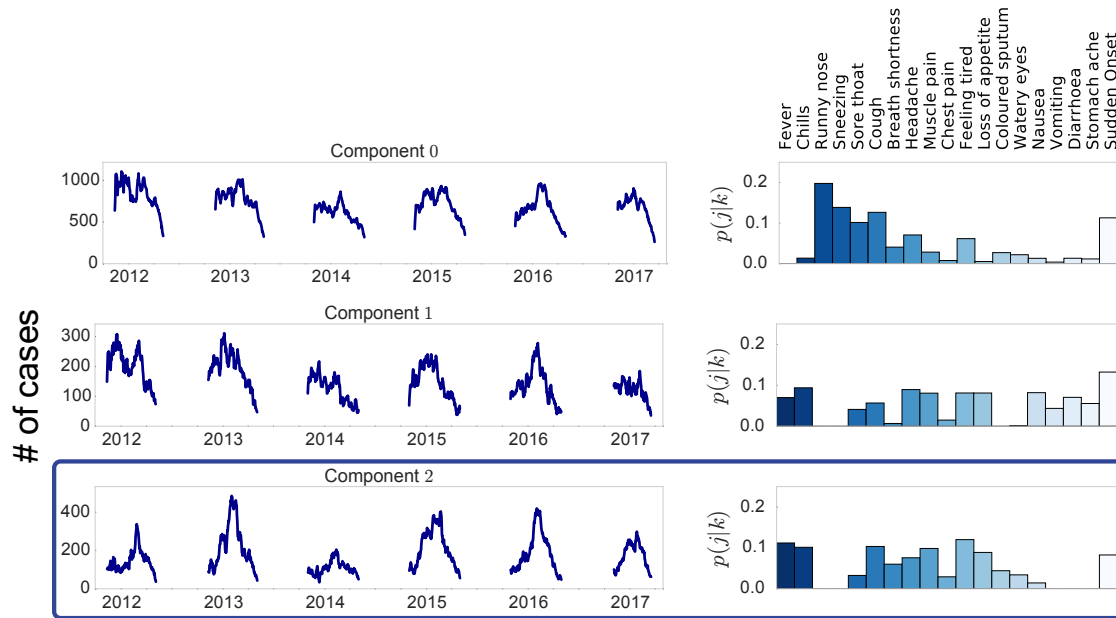 Fever
Chills
Runny nose
Sneezing
Sore thoat
Cough
Breath shortness
Headache
Muscle pain
Chest pain
Feeling tired
Loss of appetite
Coloured sputum
Watery eyes
Nausea
Vomiting
Diarrhoea
Stomach ache
Sudden Onset
# of cases
Component 0
1000
500
0
2012 2013 2014 2015 2016 2017
p(j|k)
0.2
0.1
0.0
Component 1
300
200
100
0
2012 2013 2014 2015 2016 2017
p(j|k)
0.2
0.1
0.0
Component 2
400
200
0
2012 2013 2014 2015 2016 2017
p(j|k)
0.2
0.1
0.0